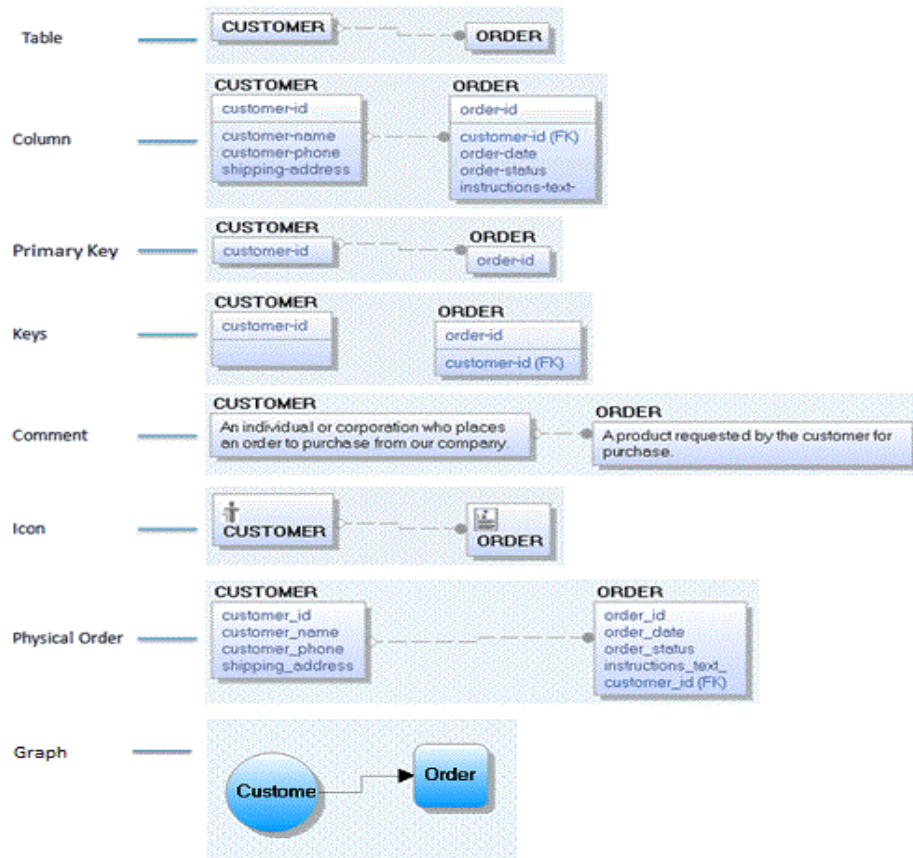 Table
CUSTOMER
ORDER
Column
CUSTOMER
customer-id
customer-name
customer-phone
shipping-address
ORDER
order-id
customer-id (FK)
order-date
order-status
instructions-text-
Primary Key
CUSTOMER
customer-id
ORDER
order-id
Keys
CUSTOMER
customer-id
ORDER
order-id
customer-id (FK)
Comment
CUSTOMER
An individual or corporation who places
an order to purchase from our company.
ORDER
A product requested by the customer for
purchase.
Icon
CUSTOMER
ORDER
Physical Order
CUSTOMER
customer_id
customer_name
customer_phone
shipping_address
ORDER
order_id
order_date
order_status
instructions_text_
customer_id (FK)
Graph
Custome
Order